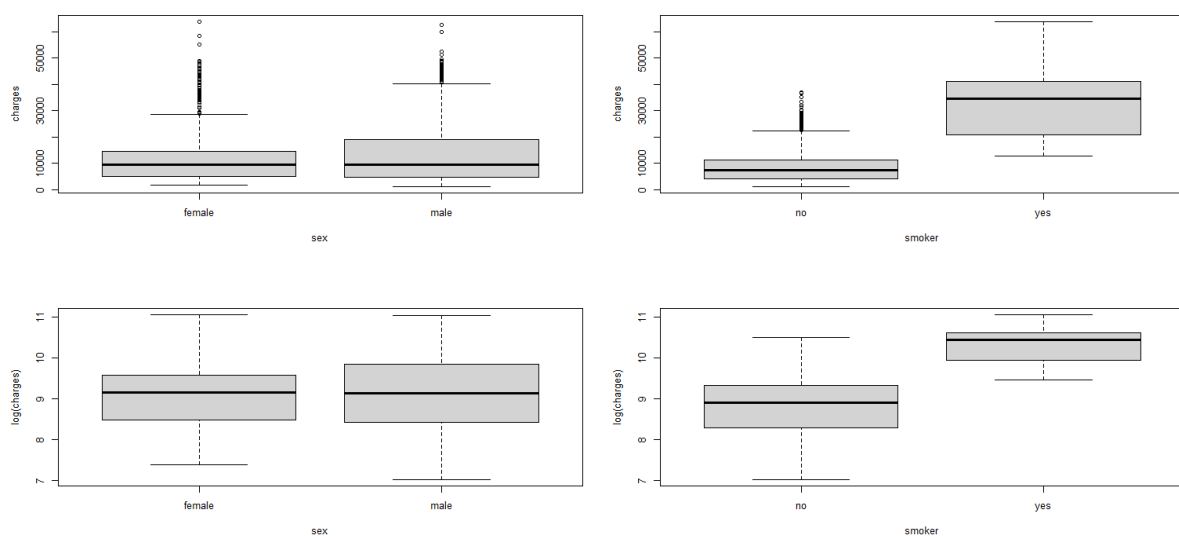 charges
50000
30000
10000
0
female
male
sex
charges
50000
30000
10000
0
no
yes
smoker
log(charges)
11
10
9
8
7
female
male
sex
log(charges)
11
10
9
8
7
no
yes
smoker